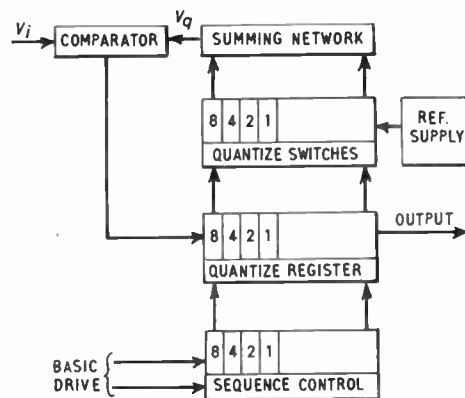 Vi
COMPARATOR
Vq
SUMMING NETWORK
8 4 2 1
QUANTIZE SWITCHES
REF.
SUPPLY
8 4 2 1
QUANTIZE REGISTER
OUTPUT
8 4 2 1
SEQUENCE CONTROL
BASIC
DRIVE